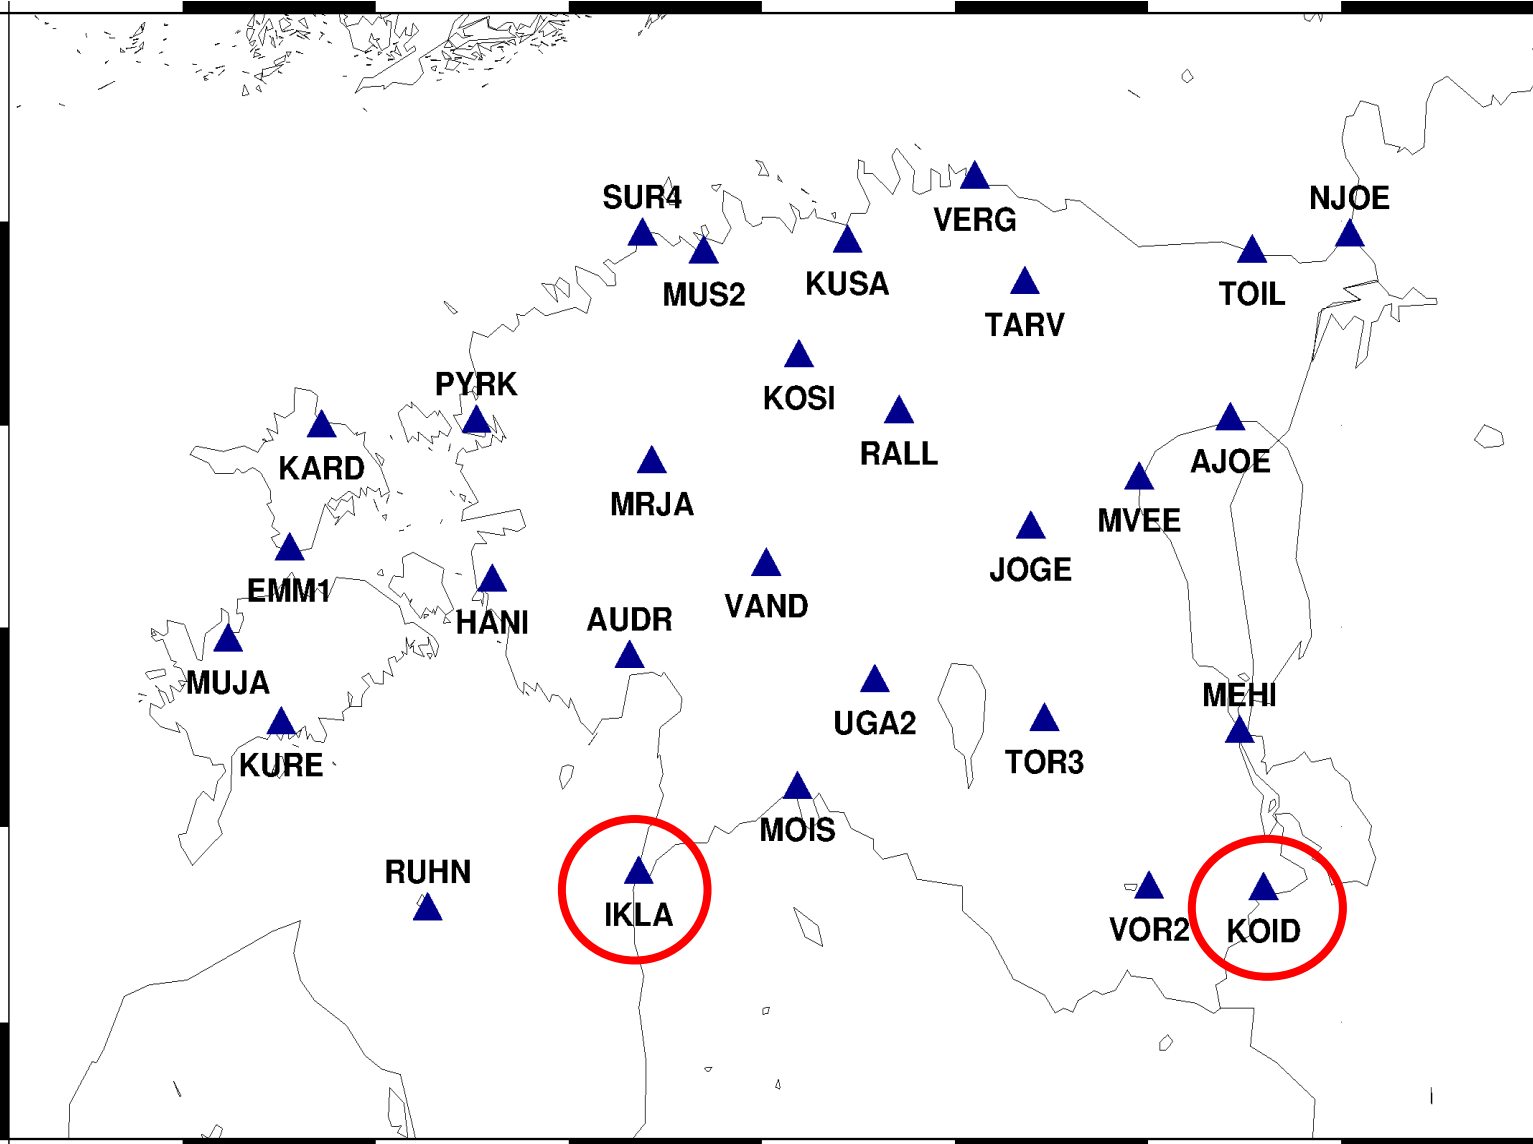 SUR4
VERG
NJOE
MUS2
KUSA
TOIL
TARV
PYRK
KOSI
RALL
KARD
AJOE
MRJA
MVEE
JOGE
EMM1
VAND
HANI
AUDR
MUJA
MEHI
UGA2
KURE
TOR3
MOIS
RUHN
IKLA
VOR2
KOID